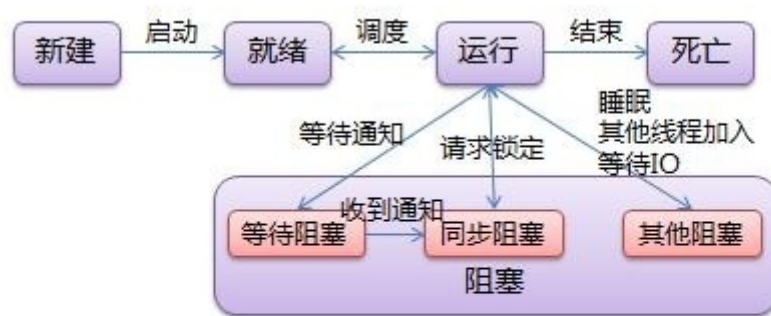 新建
启动
就绪
调度
运行
结束
死亡
等待通知
请求锁定
睡眠
其他线程加入
等待IO
等待阻塞
收到通知
同步阻塞
其他阻塞
阻塞